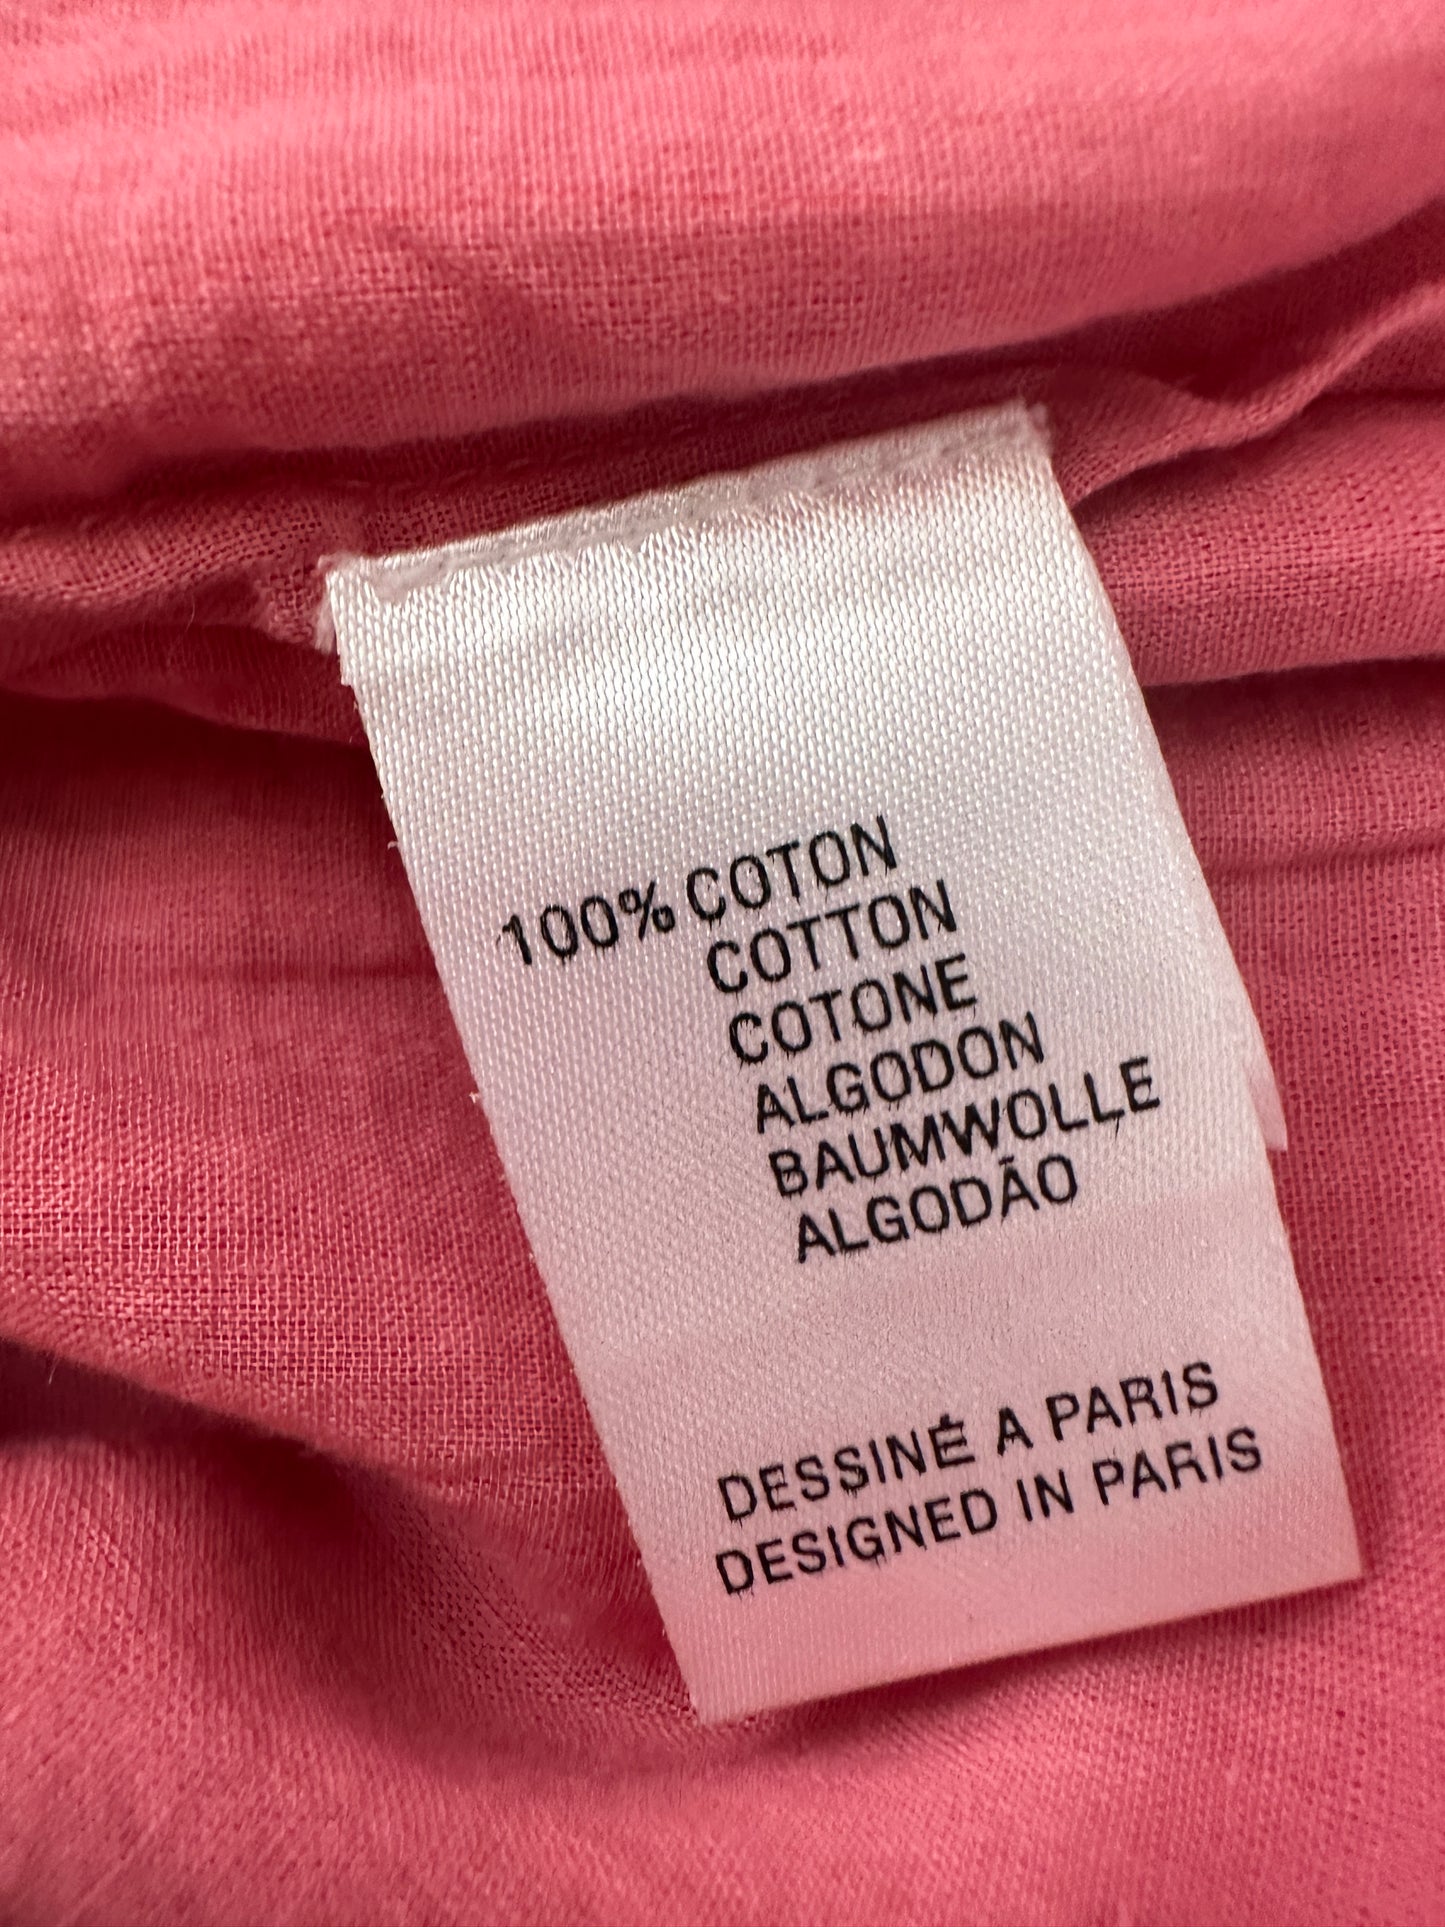 100% COTON
COTTON
COTONE
ALGODON
BAUMWOLLE
ALGODÃO
DESSINÉ A PARIS
DESIGNED IN PARIS